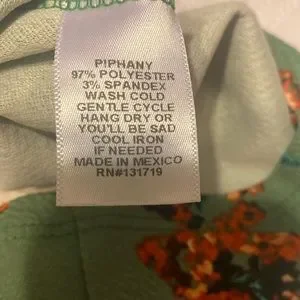 PIPHANY
97% POLYESTER
3% SPANDEX
WASH COLD
GENTLE CYCLE
HANG DRY OR
YOU'LL BE SAD
COOL IRON
IF NEEDED
MADE IN MEXICO
RN#131719